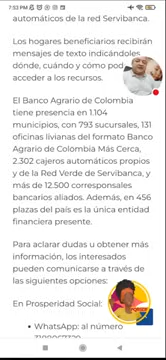 7:53 PM
automáticos de la red Servibanca.
Los hogares beneficiarios recibirán
mensajes de texto indicándoles
dónde, cuándo y cómo pod
acceder a los recursos.
El Banco Agrario de Colombia
tiene presencia en 1.104
municipios, con 793 sucursales, 131
oficinas livianas del formato Banco
Agrario de Colombia Más Cerca,
2.302 cajeros automáticos propios
y de la Red Verde de Servibanca, y
más de 12.500 corresponsales
bancarios aliados. Además, en 456
plazas del país es la única entidad
financiera presente.
Para aclarar dudas u obtener más
información, los interesados
pueden comunicarse a través de
las siguientes opciones:
En Prosperidad Social:
• WhatsApp: al número